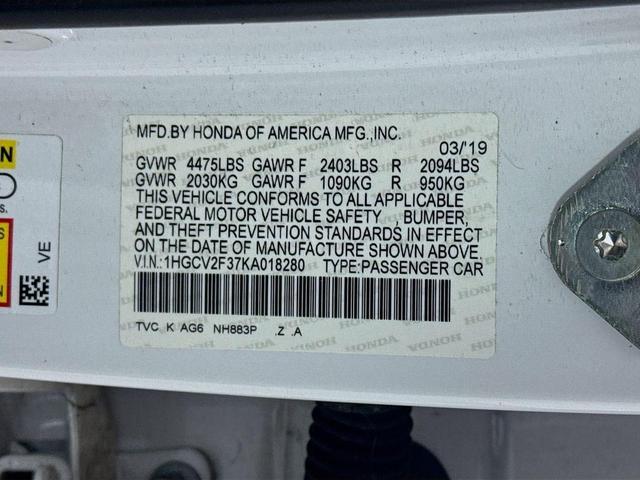 MFD.BY HONDA OF AMERICA MFG.,INC.
03/'19
GVWR 4475LBS GAWR F 2403LBS R 2094LBS
GVWR 2030KG GAWR F 1090KG R 950KG
THIS VEHICLE CONFORMS TO ALL APPLICABLE
FEDERAL MOTOR VEHICLE SAFETY BUMPER,
AND THEFT PREVENTION STANDARDS IN EFFECT
ON THE DATE OF MANUFACTURE SHOWN ABOVE.
V.I.N.:1HGCV2F37KA018280 TYPE:PASSENGER CAR
TVC K AG6 NH883P .Z .A
VE